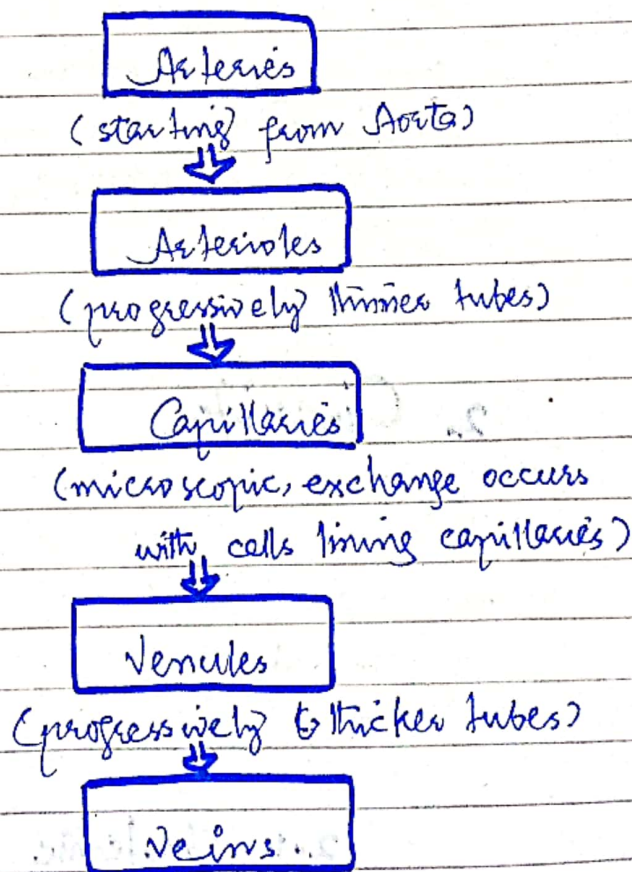 Arteries
(starting from Aorta)
Arterioles
(progressively thinner tubes)
Capillaries
(microscopic, exchange occurs
with cells lining capillaries)
Venules
(progressively to thicker tubes)
Veins